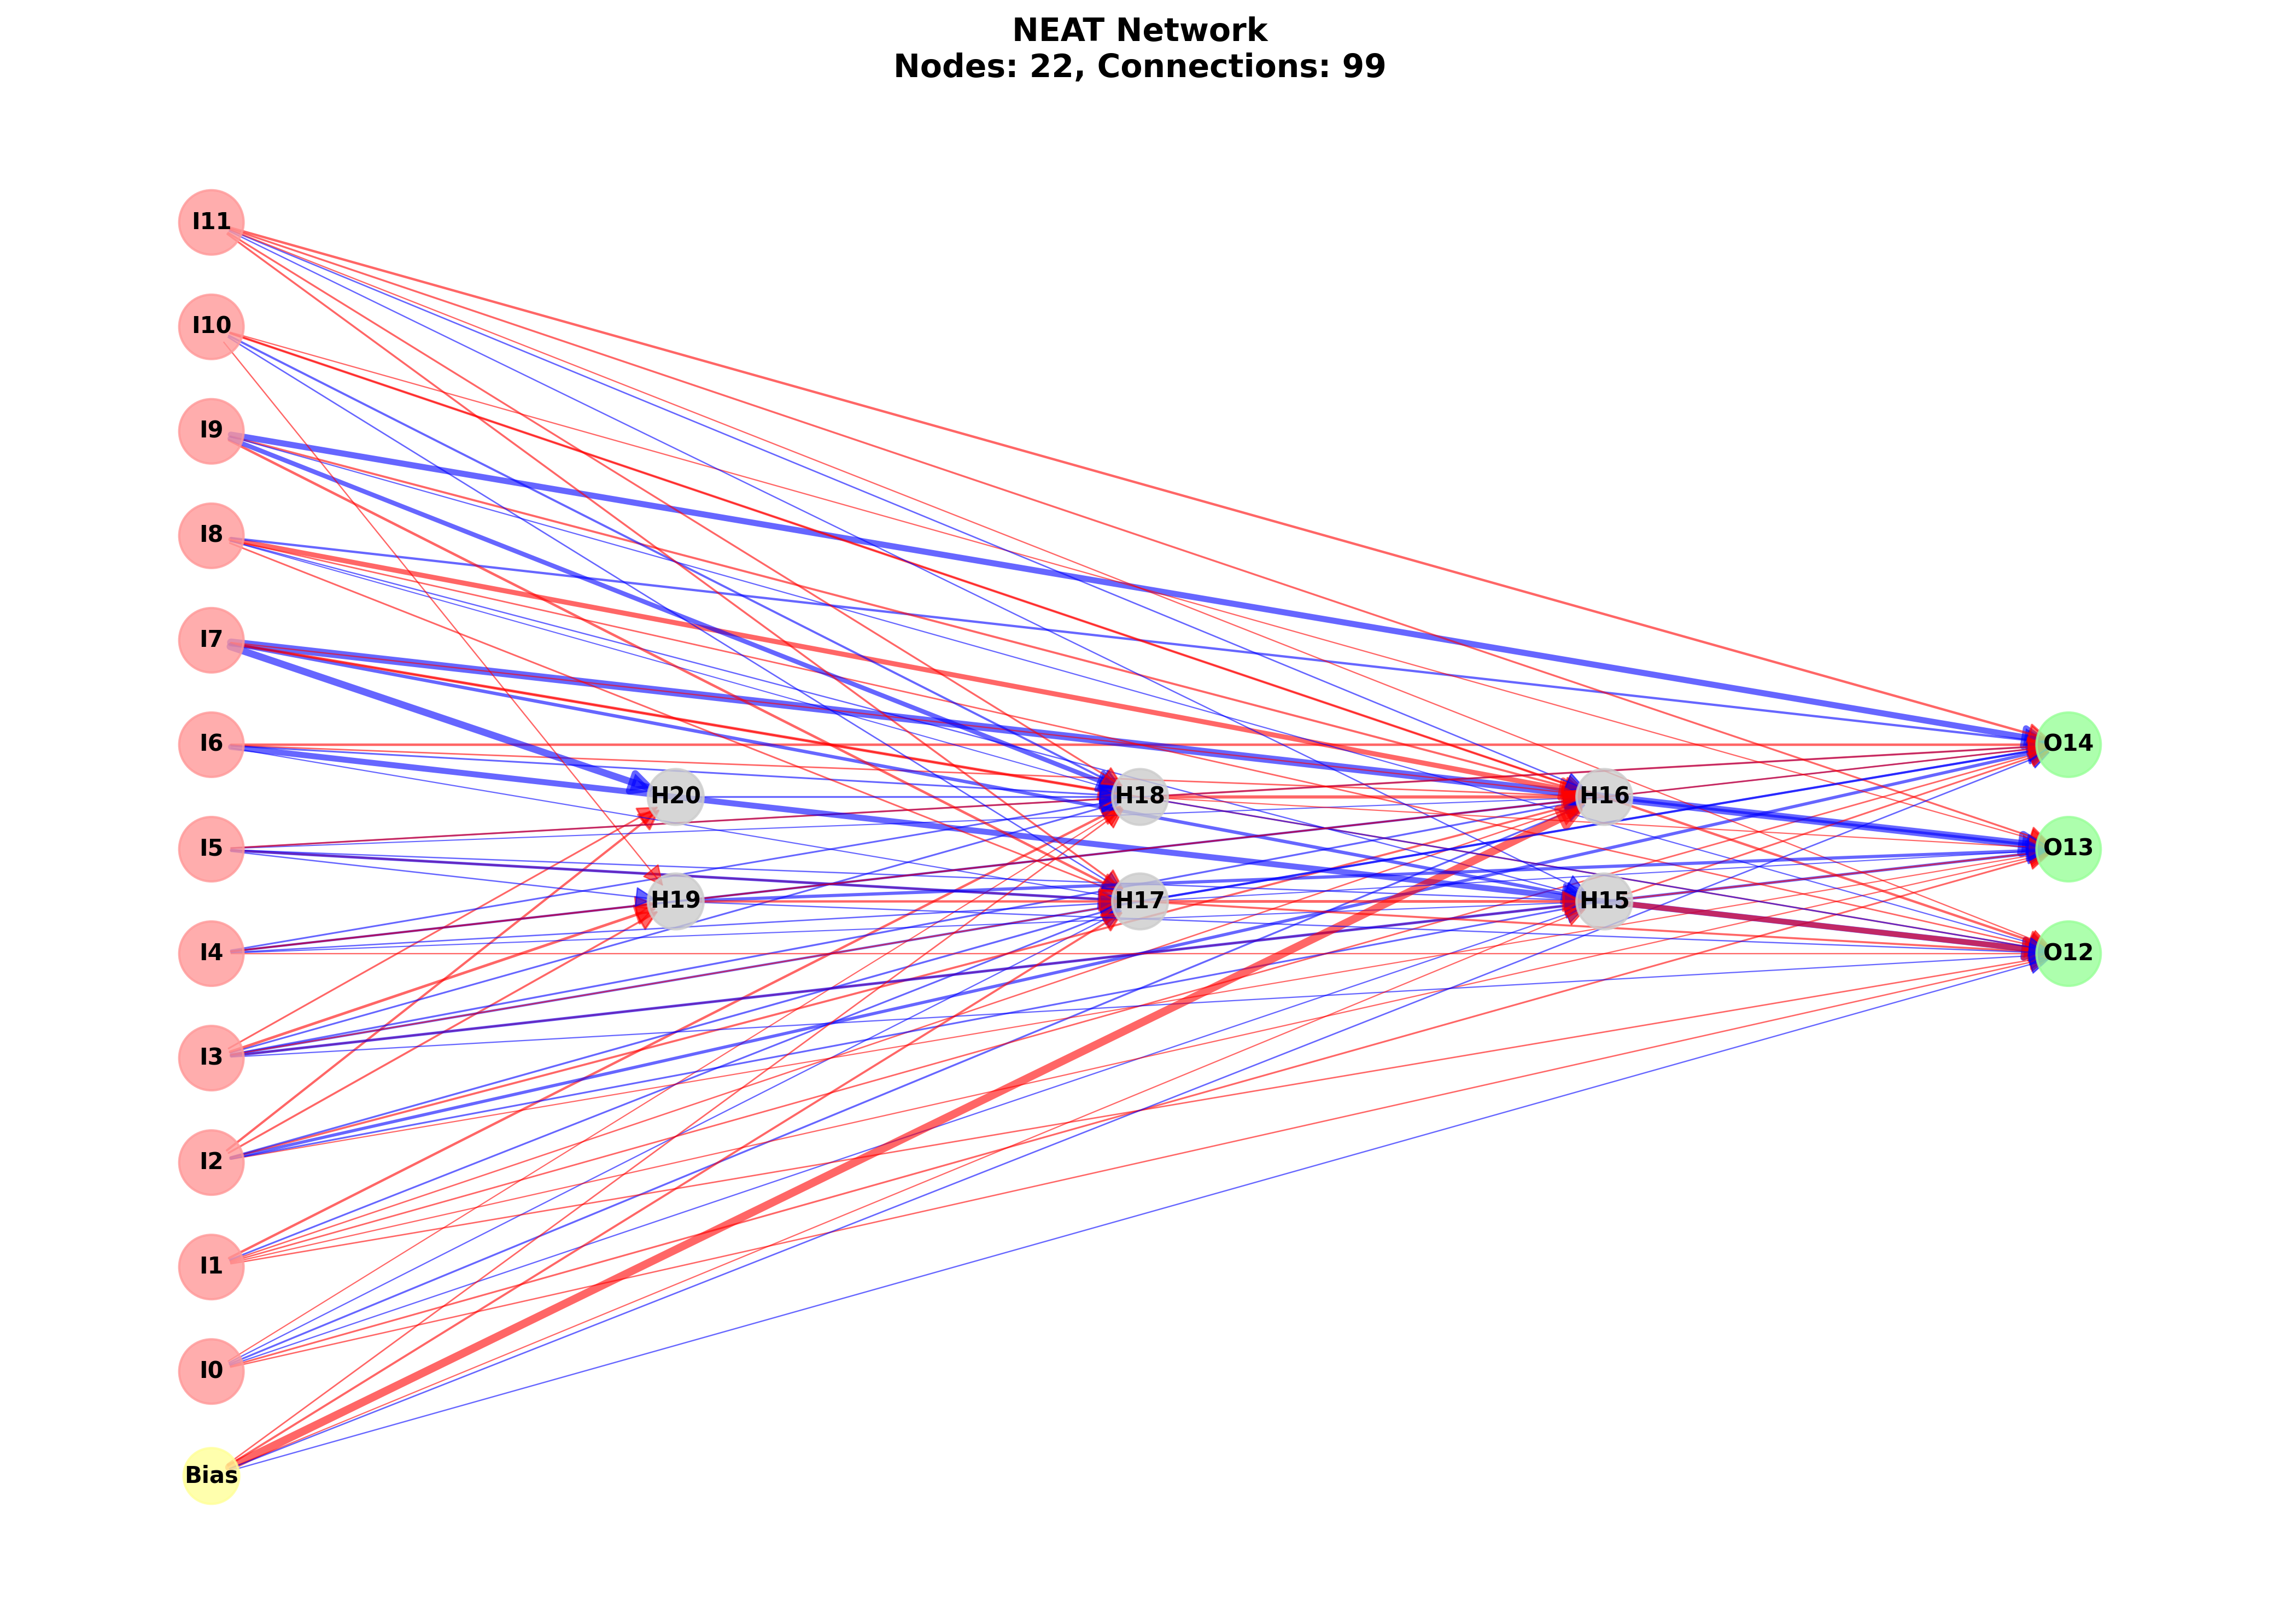 NEAT Network
Nodes: 22, Connections: 99
I11
I10
I9
I8
I7
I6
O14
H20
H18
H16
I5
O13
H19
H17
H15
I4
O12
I3
I2
I1
I0
Bias